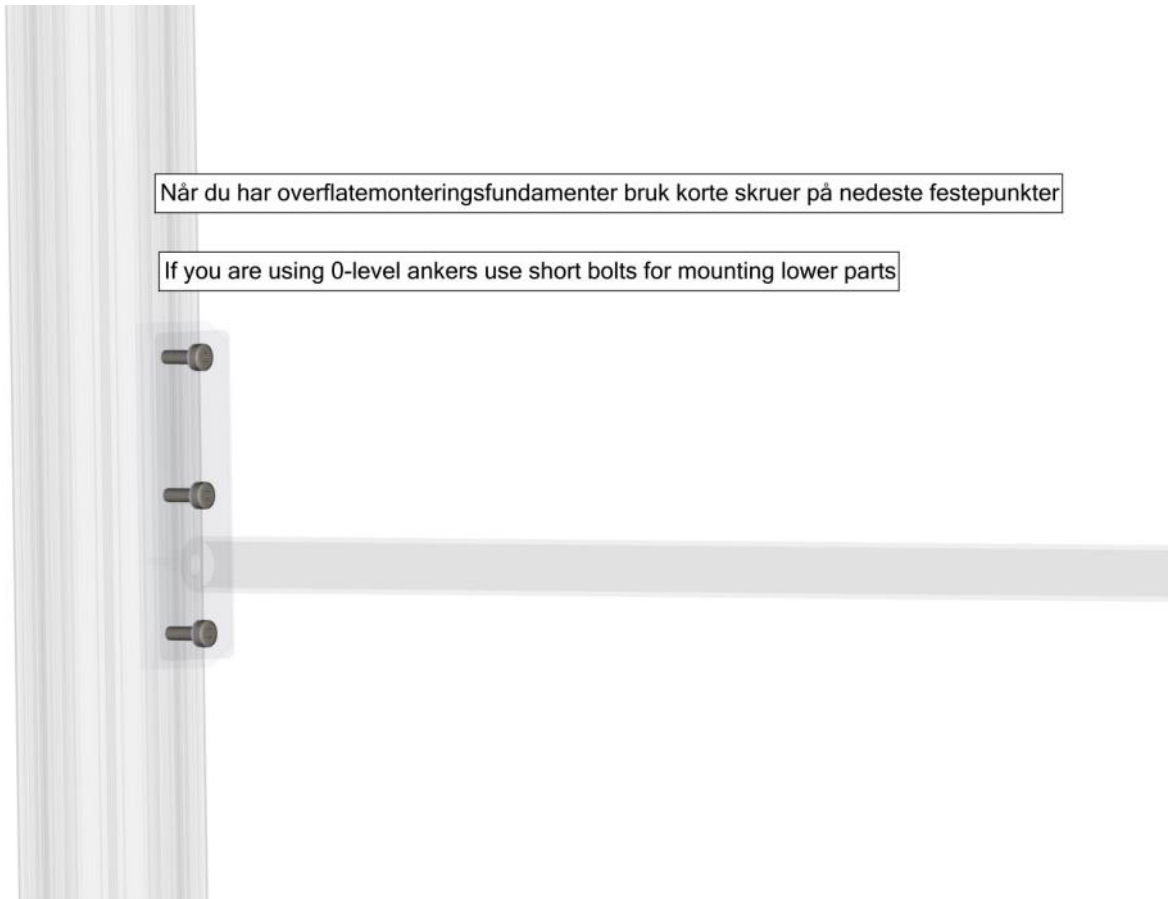 Når du har overflatemonteringsfundamenter bruk korte skruer på nedeste festepunkter
If you are using 0-level ankers use short bolts for mounting lower parts